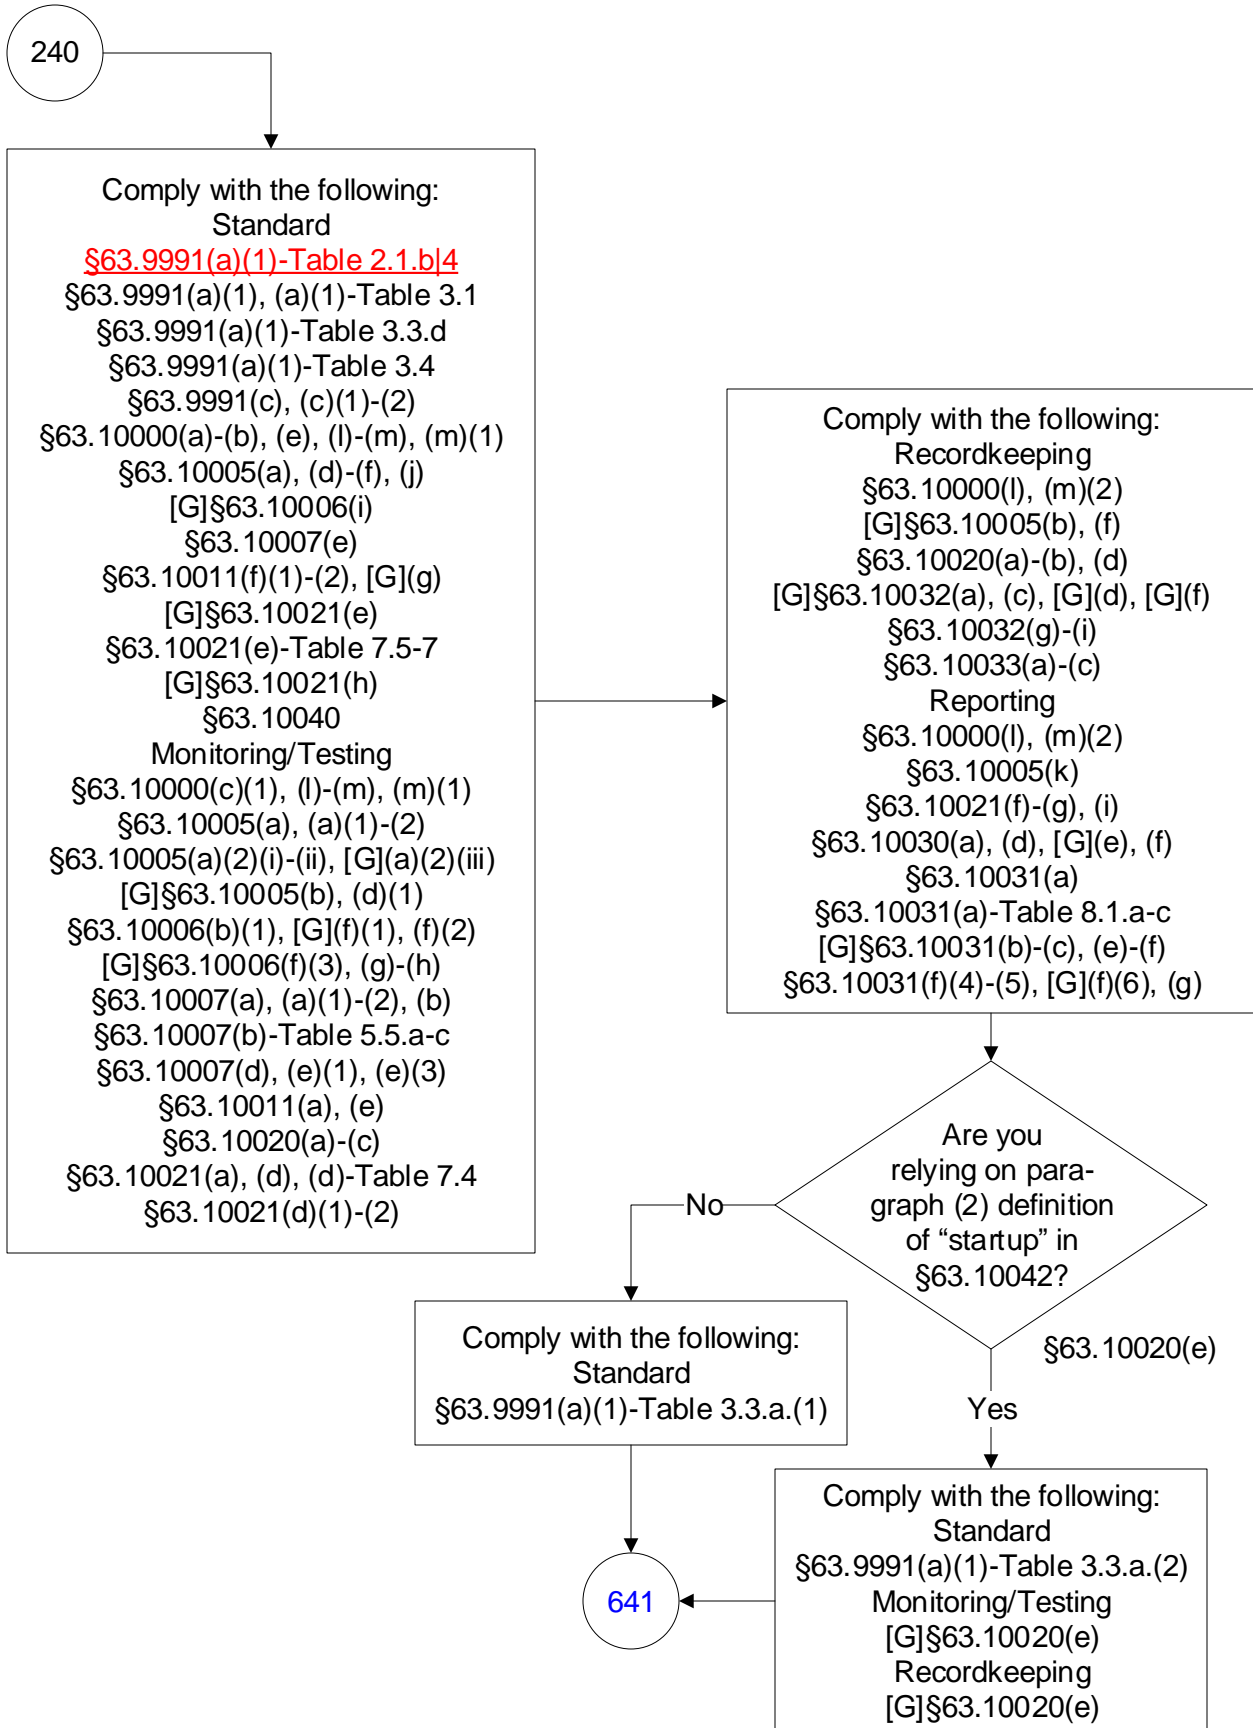 240
Comply with the following:
Standard
§63.9991(a)(1)-Table 2.1.b|4
§63.9991(a)(1), (a)(1)-Table 3.1
§63.9991(a)(1)-Table 3.3.d
§63.9991(a)(1)-Table 3.4
§63.9991(c), (c)(1)-(2)
§63.10000(a)-(b), (e), (l)-(m), (m)(1)
§63.10005(a), (d)-(f), (j)
[G]§63.10006(i)
§63.10007(e)
§63.10011(f)(1)-(2), [G](g)
[G]§63.10021(e)
§63.10021(e)-Table 7.5-7
[G]§63.10021(h)
§63.10040
Monitoring/Testing
§63.10000(c)(1), (l)-(m), (m)(1)
§63.10005(a), (a)(1)-(2)
§63.10005(a)(2)(i)-(ii), [G](a)(2)(iii)
[G]§63.10005(b), (d)(1)
§63.10006(b)(1), [G](f)(1), (f)(2)
[G]§63.10006(f)(3), (g)-(h)
§63.10007(a), (a)(1)-(2), (b)
§63.10007(b)-Table 5.5.a-c
§63.10007(d), (e)(1), (e)(3)
§63.10011(a), (e)
§63.10020(a)-(c)
§63.10021(a), (d), (d)-Table 7.4
§63.10021(d)(1)-(2)
Comply with the following:
Recordkeeping
§63.10000(l), (m)(2)
[G]§63.10005(b), (f)
§63.10020(a)-(b), (d)
[G]§63.10032(a), (c), [G](d), [G](f)
§63.10032(g)-(i)
§63.10033(a)-(c)
Reporting
§63.10000(l), (m)(2)
§63.10005(k)
§63.10021(f)-(g), (i)
§63.10030(a), (d), [G](e), (f)
§63.10031(a)
§63.10031(a)-Table 8.1.a-c
[G]§63.10031(b)-(c), (e)-(f)
§63.10031(f)(4)-(5), [G](f)(6), (g)
Are you
relying on para-
graph (2) definition
of “startup” in
§63.10042?
§63.10020(e)
No
Comply with the following:
Standard
§63.9991(a)(1)-Table 3.3.a.(1)
Yes
Comply with the following:
Standard
§63.9991(a)(1)-Table 3.3.a.(2)
Monitoring/Testing
[G]§63.10020(e)
Recordkeeping
[G]§63.10020(e)
641